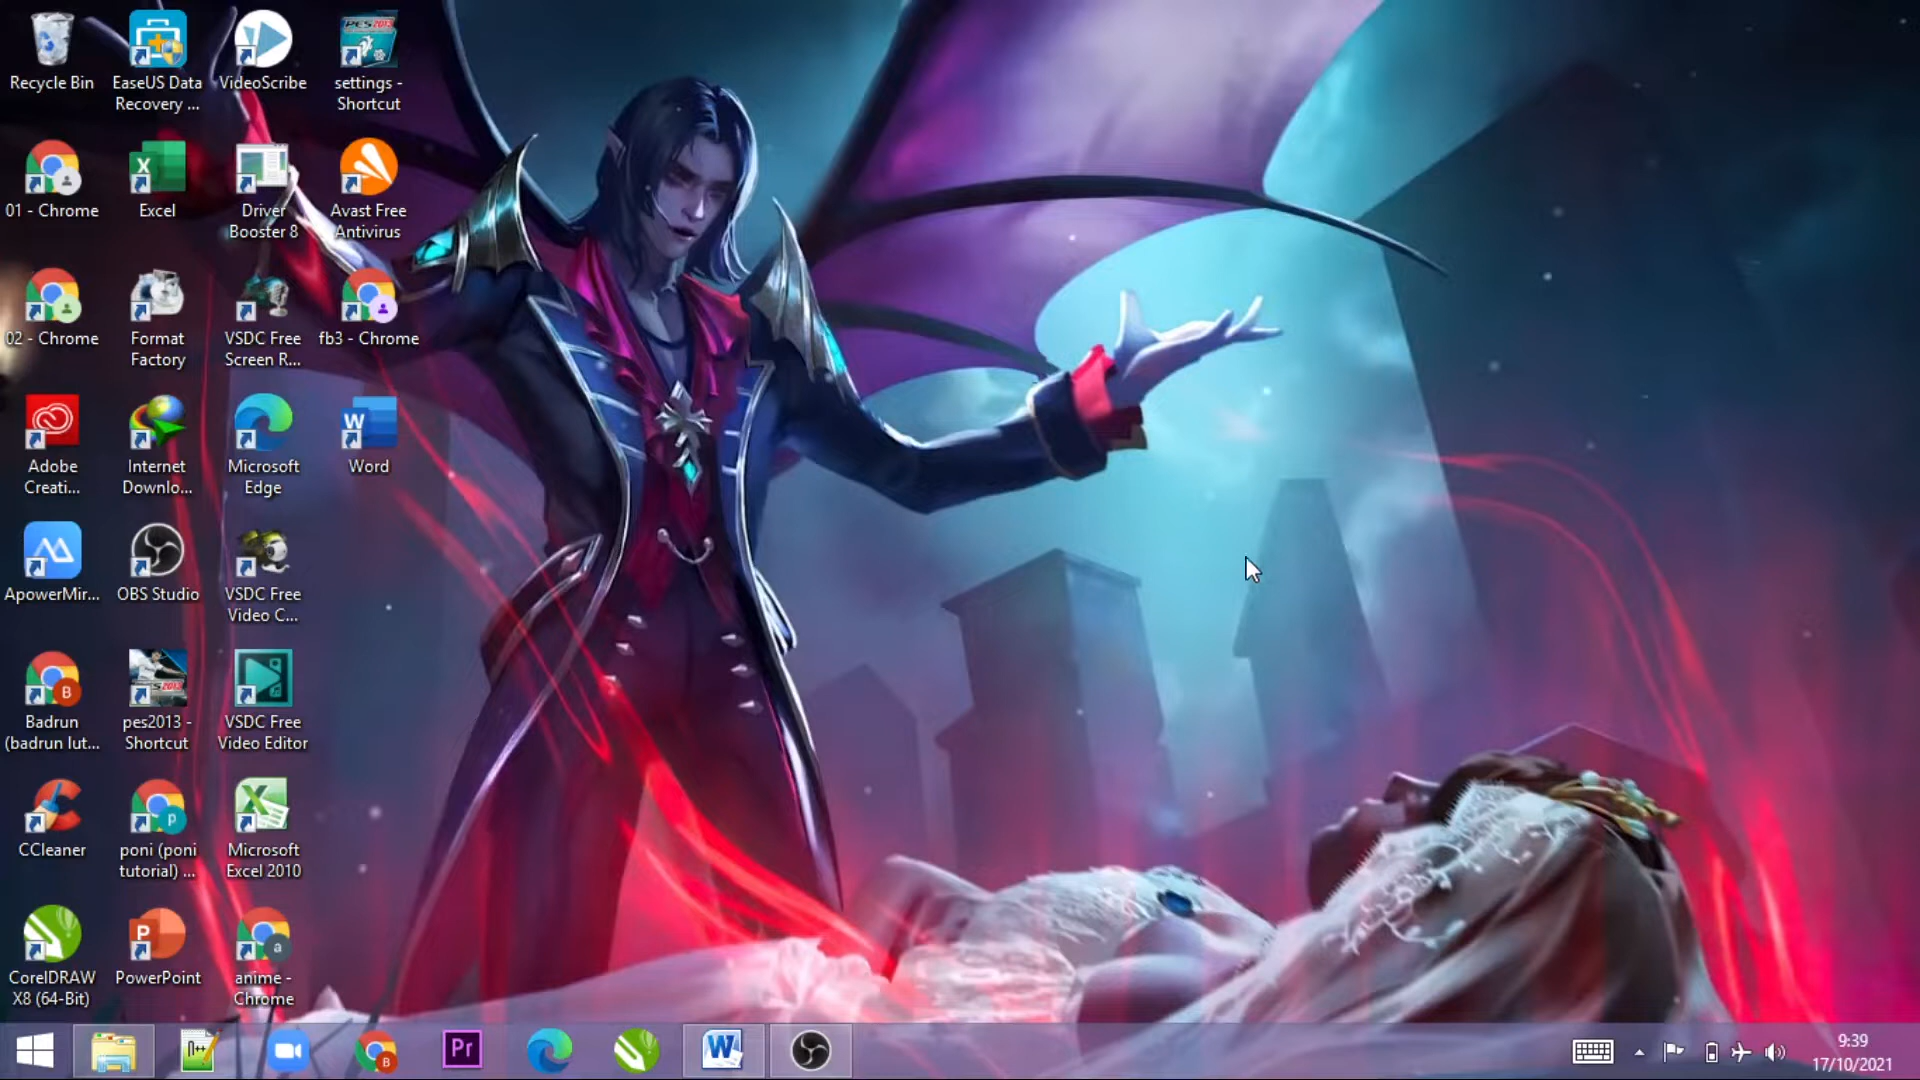 Recycle Bin
EaseUS Data
Recovery ...
VideoScribe
settings -
Shortcut
01 - Chrome
Excel
Driver
Booster 8
Avast Free
Antivirus
02 - Chrome
Format
Factory
VSDC Free
Screen R...
fb3 - Chrome
Adobe
Creati...
Internet
Downlo...
Microsoft
Edge
Word
ApowerMir...
OBS Studio
VSDC Free
Video C...
Badrun
(badrun lut...
pes2013 -
Shortcut
VSDC Free
Video Editor
CCleaner
poni (poni
tutorial) ...
Microsoft
Excel 2010
CorelDRAW
X8 (64-Bit)
PowerPoint
anime -
Chrome
9:39
17/10/2021